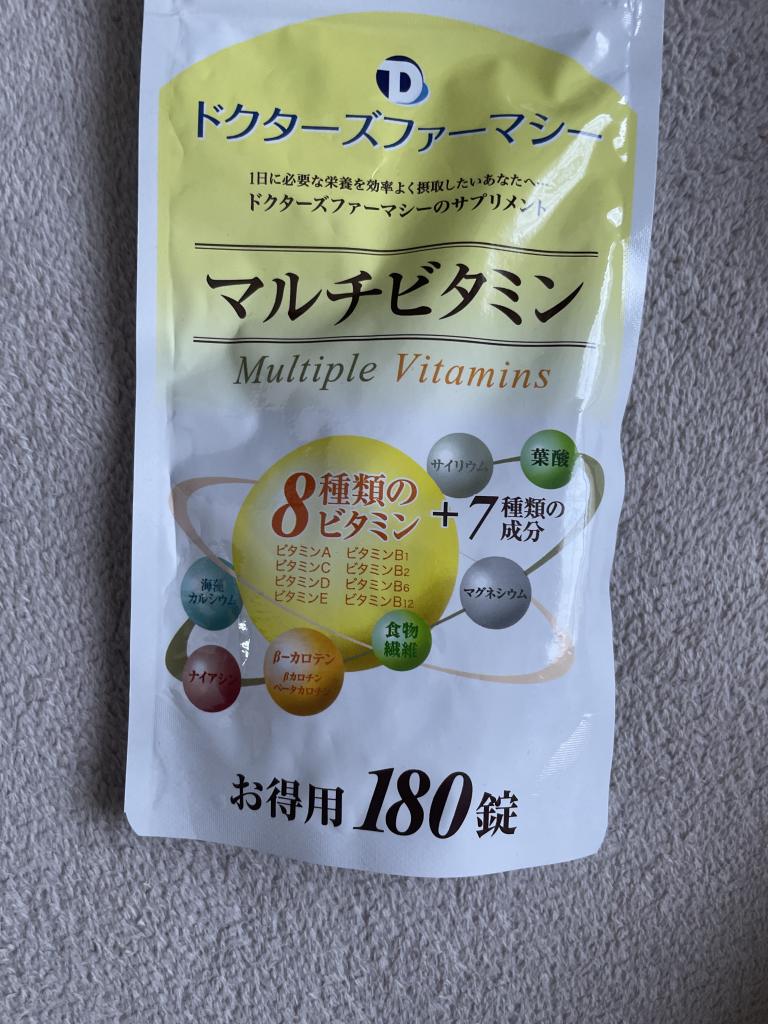 D
ドクターズファーマシー
1日に必要な栄養を効率よく摂取したいあなたへ…
ドクターズファーマシーのサプリメント
マルチビタミン
Multiple Vitamins
サイリウム
葉酸
8種類の
ビタミン
+7種類の
成分
ビタミンA ビタミンB1
ビタミンC ビタミンB2
ビタミンD ビタミンB6
ビタミンE ビタミンB12
海藻
カルシウム
マグネシウム
食物
繊維
ナイアシン
β－カロテン
βカロチン
ベータカロチン
お得用180錠